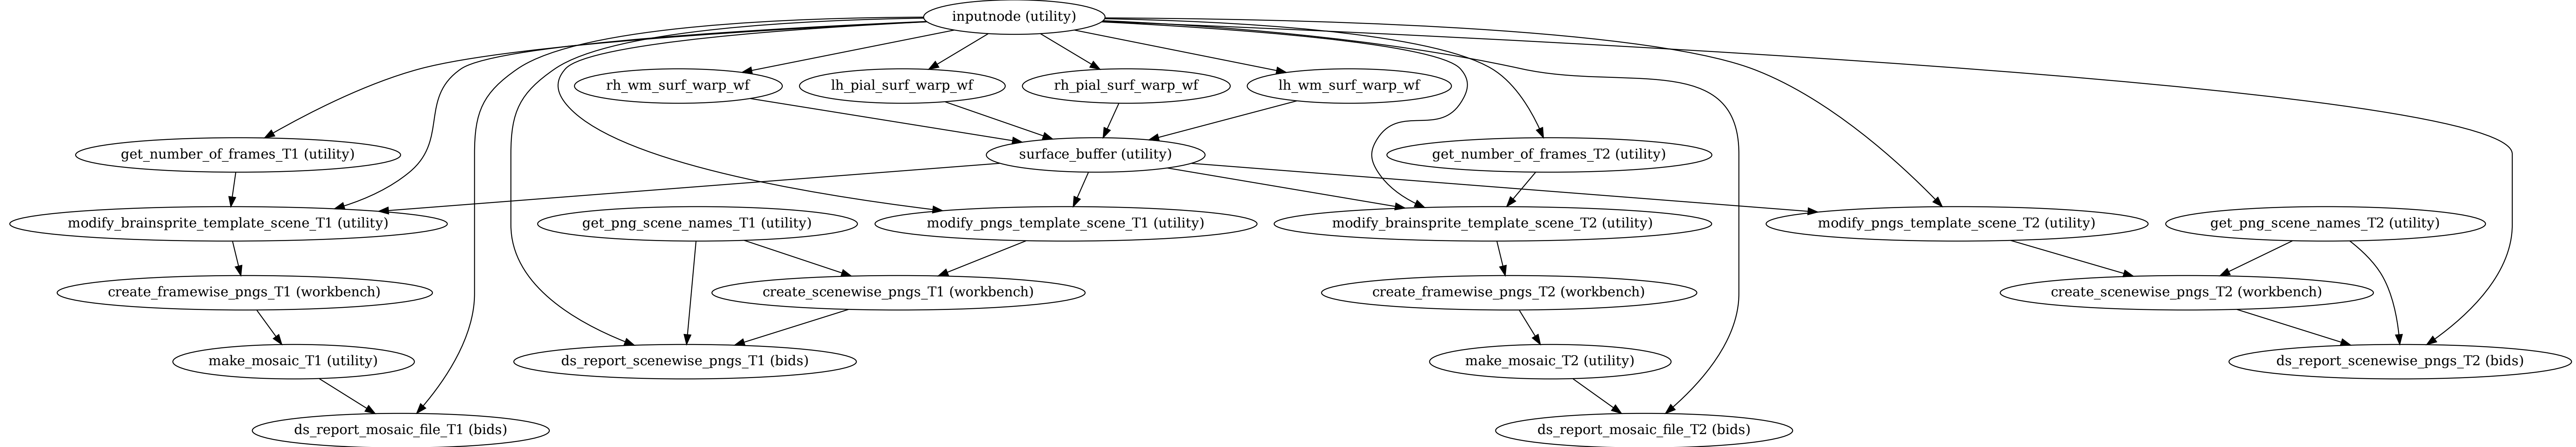 inputnode (utility)
rh_wm_surf_warp_wf
lh_pial_surf_warp_wf
rh_pial_surf_warp_wf
lh_wm_surf_warp_wf
get_number_of_frames_T1 (utility)
surface_buffer (utility)
get_number_of_frames_T2 (utility)
modify_brainsprite_template_scene_T1 (utility)
get_png_scene_names_T1 (utility)
modify_pngs_template_scene_T1 (utility)
modify_brainsprite_template_scene_T2 (utility)
modify_pngs_template_scene_T2 (utility)
get_png_scene_names_T2 (utility)
create_framewise_pngs_T1 (workbench)
create_scenewise_pngs_T1 (workbench)
create_framewise_pngs_T2 (workbench)
create_scenewise_pngs_T2 (workbench)
make_mosaic_T1 (utility)
ds_report_scenewise_pngs_T1 (bids)
make_mosaic_T2 (utility)
ds_report_scenewise_pngs_T2 (bids)
ds_report_mosaic_file_T1 (bids)
ds_report_mosaic_file_T2 (bids)